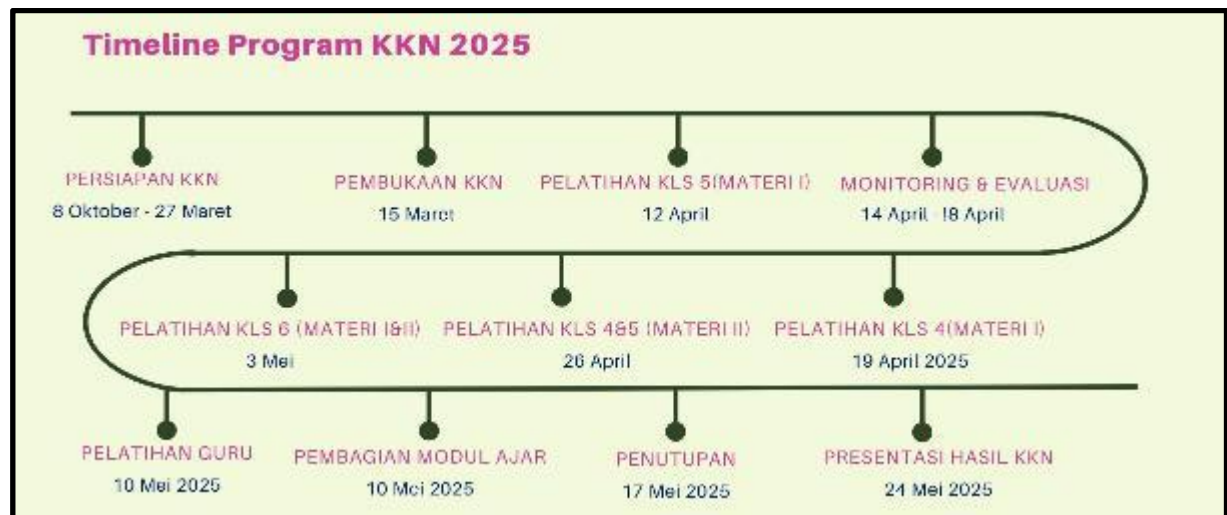 Timeline Program KKN 2025
PERSIAPAN KKN
8 Oktober - 27 Maret
PEMBUKAAN KKN
15 Maret
PELATIHAN KLS 5(MATERI I)
12 April
MONITORING & EVALUASI
14 April - 18 April
PELATIHAN KLS 6 (MATERI I&II)
3 Mei
PELATIHAN KLS 4&5 (MATERI II)
26 April
PELATIHAN KLS 4(MATERI I)
19 April 2025
PELATIHAN GURU
10 Mei 2025
PEMBAGIAN MODUL AJAR
10 Mei 2025
PENUTUPAN
17 Mei 2025
PRESENTASI HASIL KKN
24 Mei 2025